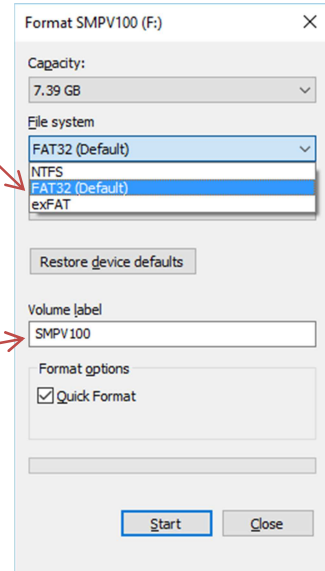 Format SMPV100 (F:)
Capacity:
7.39 GB
File system
FAT32 (Default)
NTFS
FAT32 (Default)
exFAT
Restore device defaults
Volume label
SMPV100
Format options
Quick Format
Start
Close